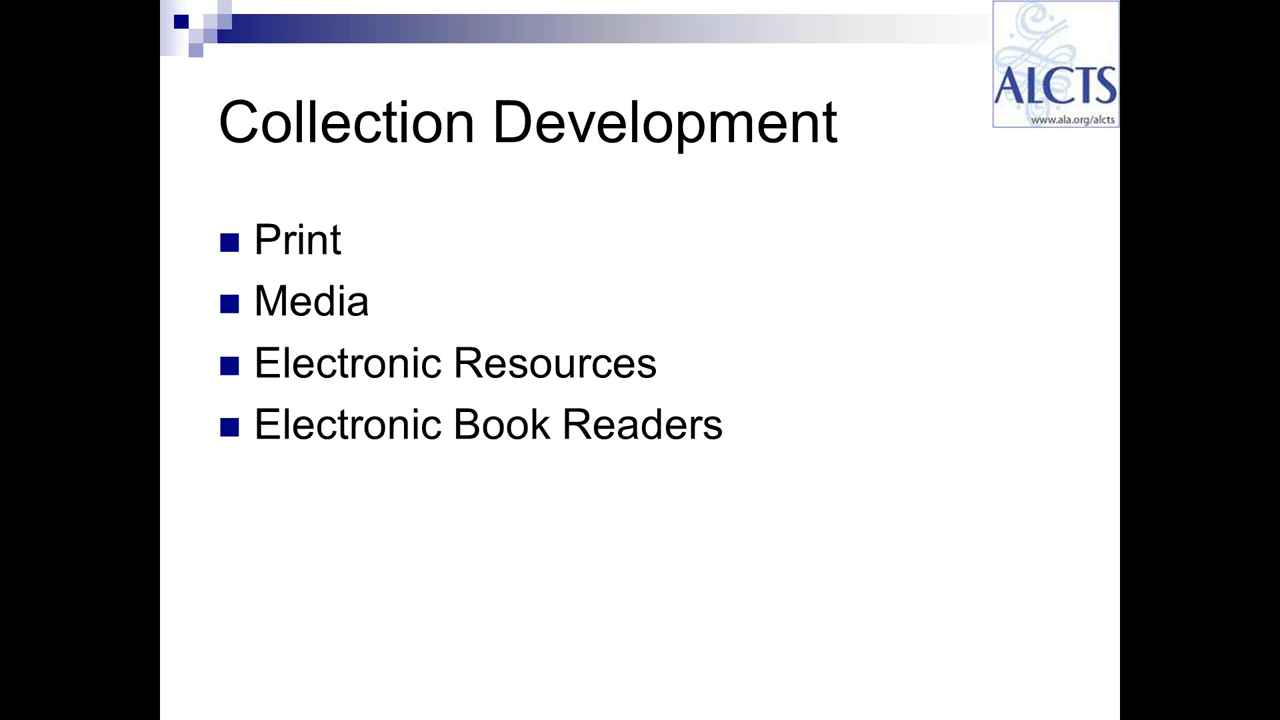 ALCTS
www.ala.org/alcts
Collection Development
Print
Media
Electronic Resources
Electronic Book Readers